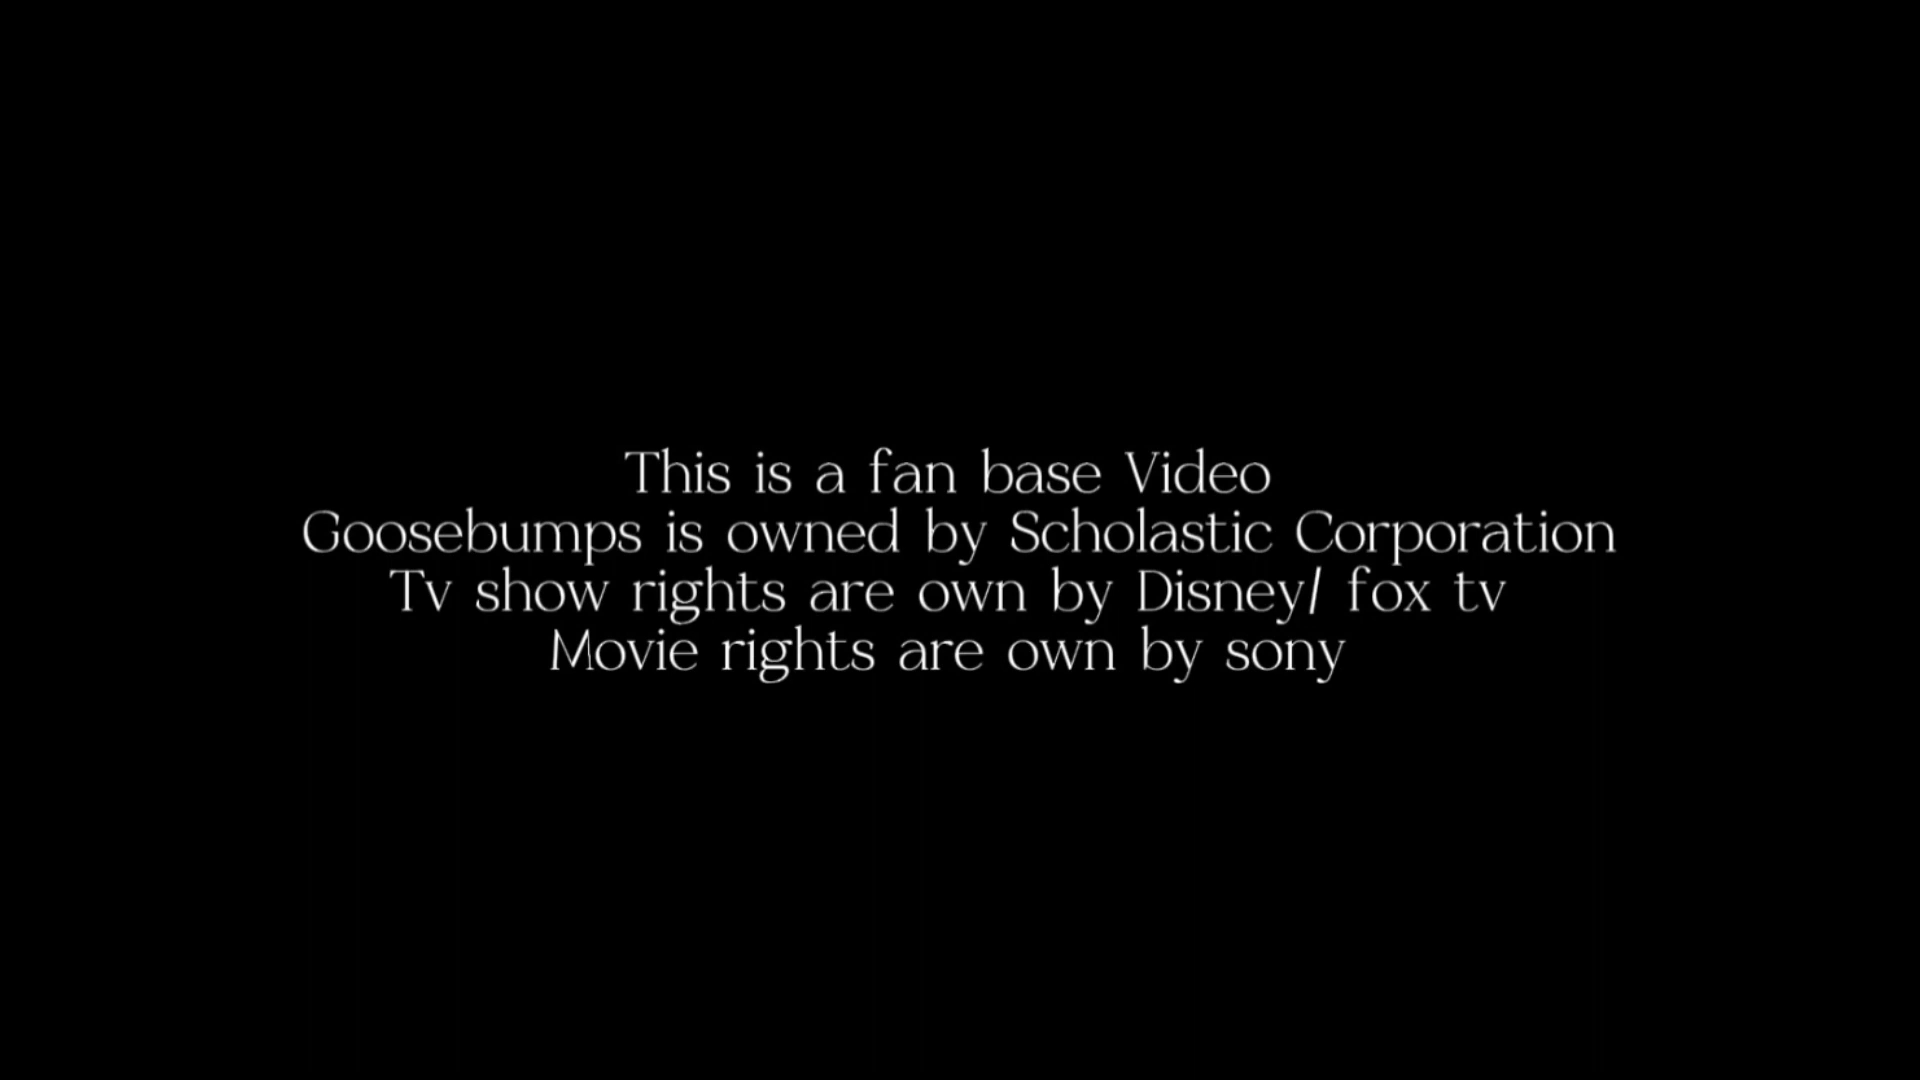 This is a fan base Video
Goosebumps is owned by Scholastic Corporation
Tv show rights are own by Disney/ fox tv
Movie rights are own by sony